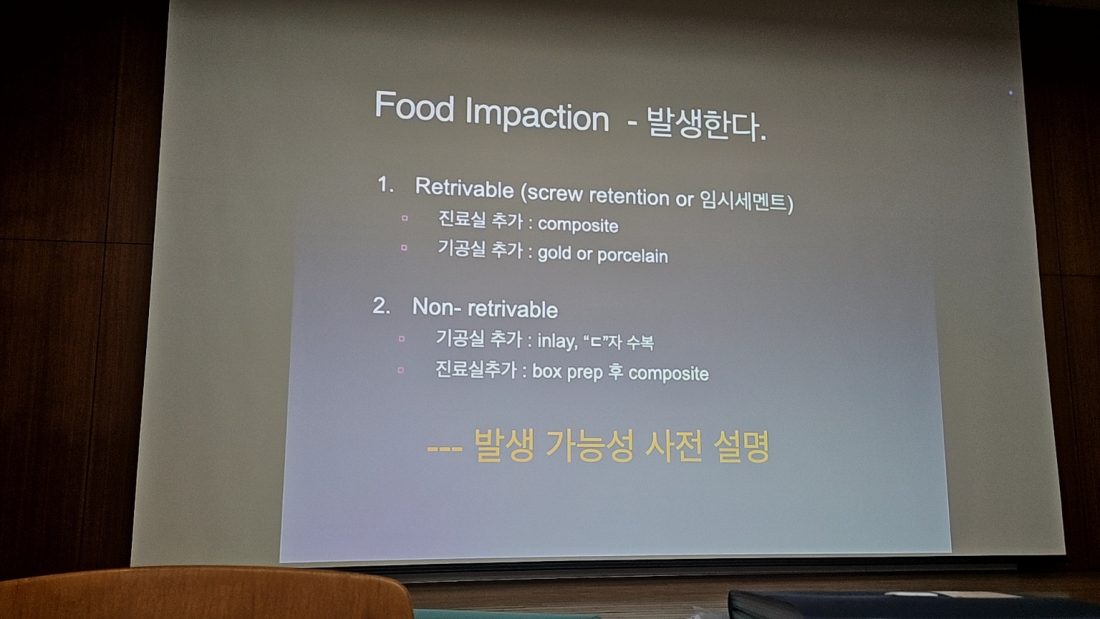 Food Impaction - 발생한다.
1. Retrivable (screw retention or 임시세멘트)
진료실 추가 : composite
기공실 추가 : gold or porcelain
2. Non- retrivable
기공실 추가 : inlay, “ㄷ”자 수복
진료실추가 : box prep 후 composite
--- 발생 가능성 사전 설명